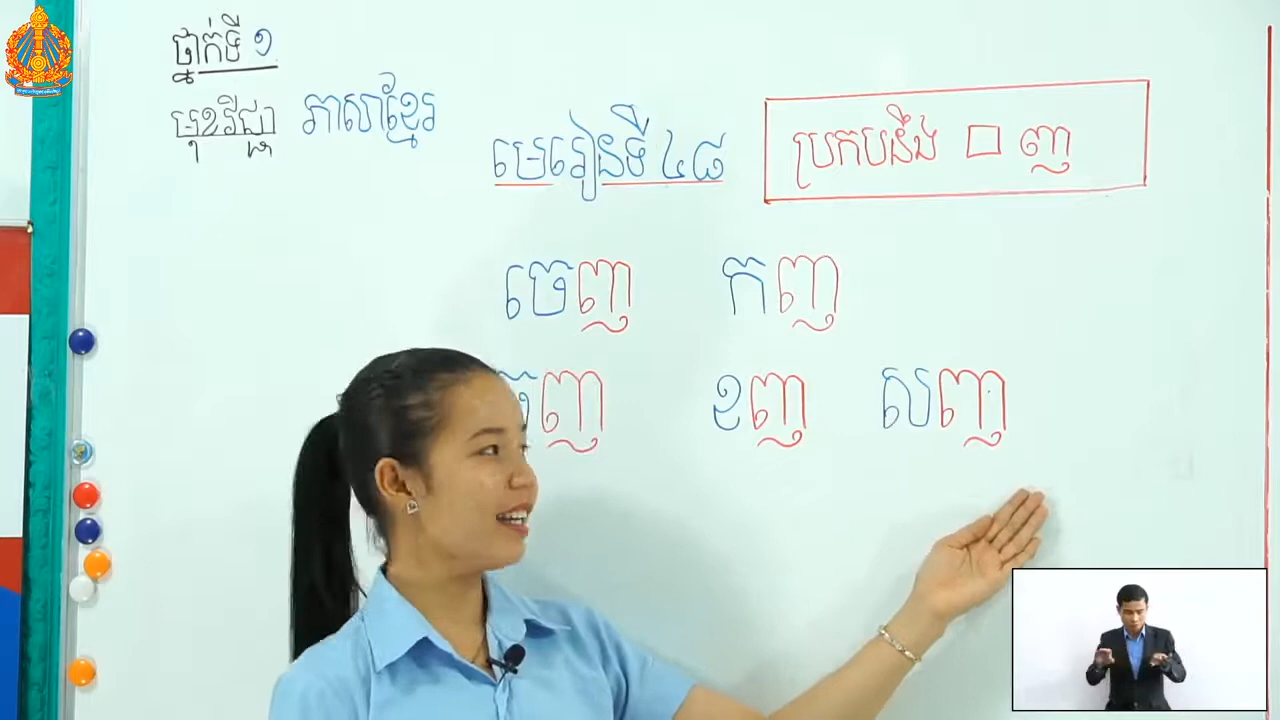 ថ្នាក់ទី ១
មុខវិជ្ជា ភាសាខ្មែរ
មេរៀនទី ៤៨
ប្រកបនឹង □ ញ
ចេញ កញ
ញ ខញ សញ